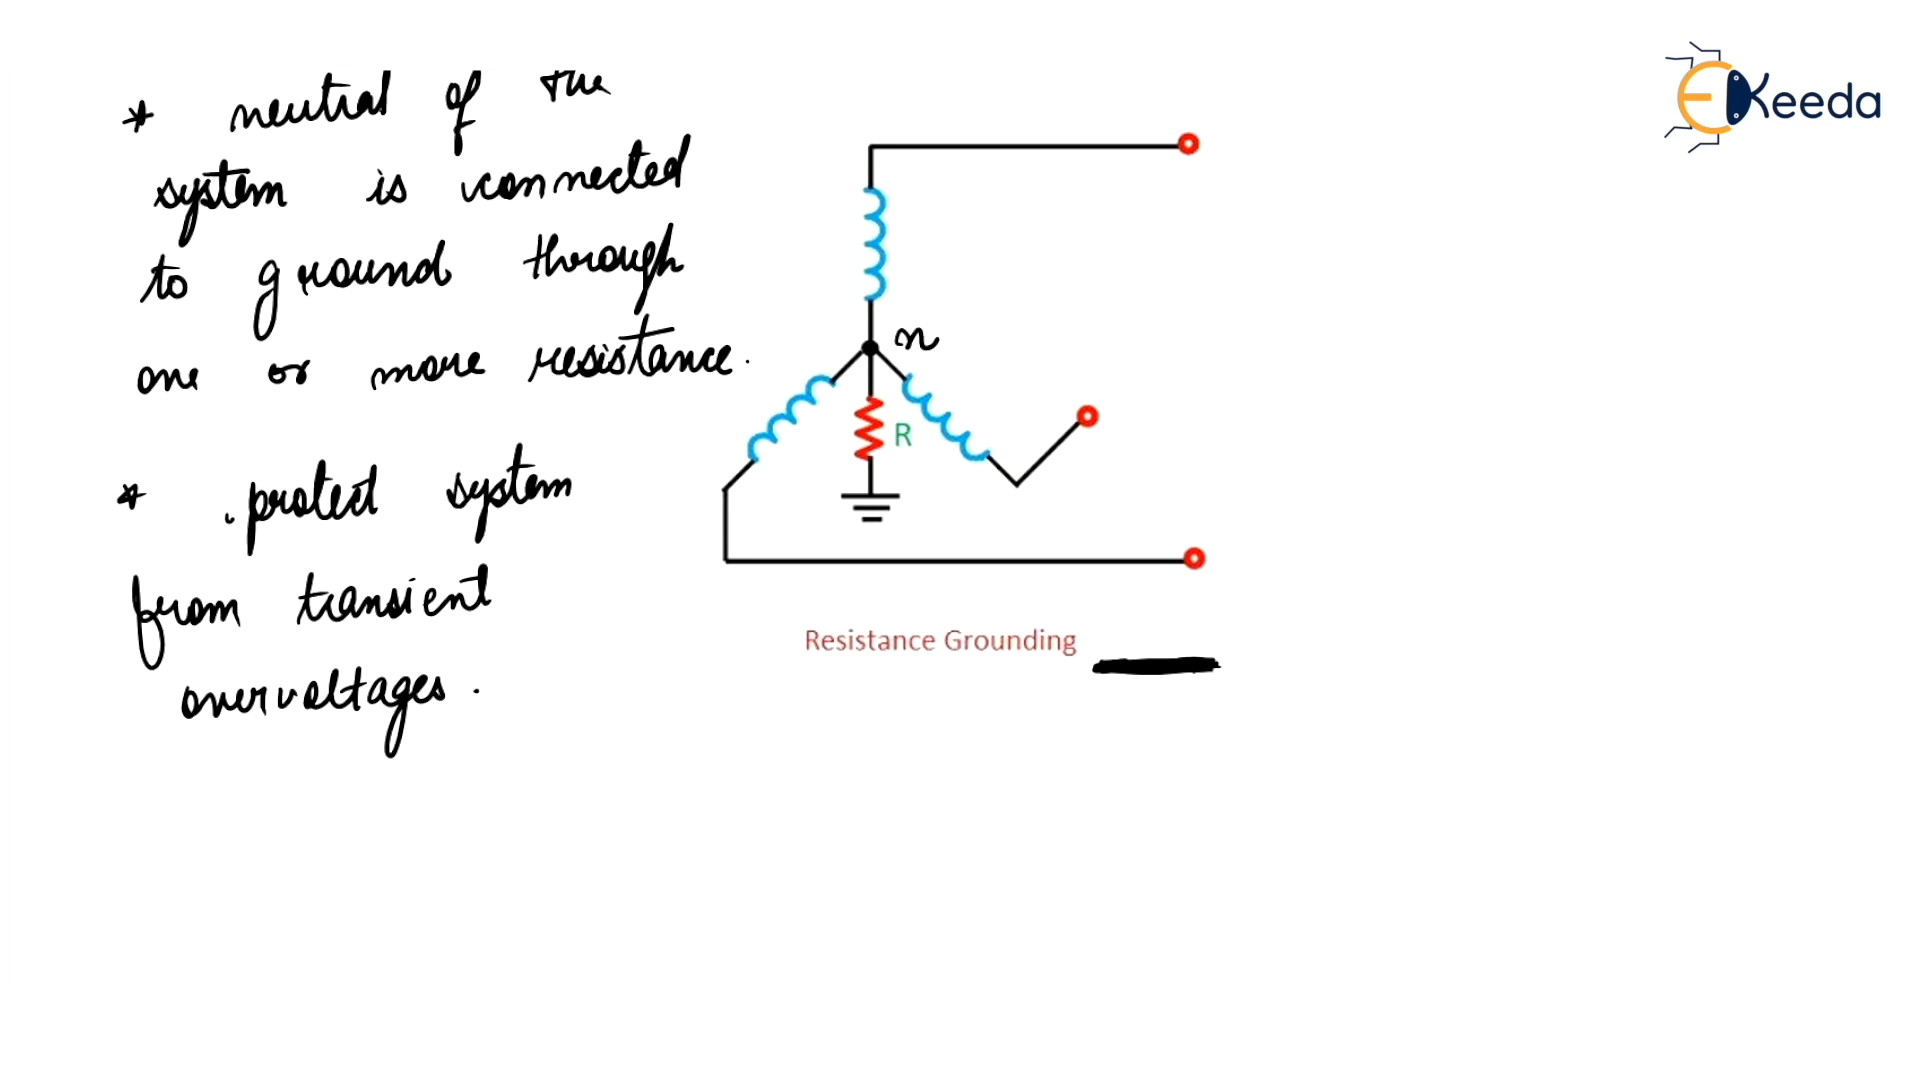 * neutral of the
system is connected
to ground through
one or more resistance.
* protect system
from transient
overvoltages.
n
R
Resistance Grounding
EKeeda